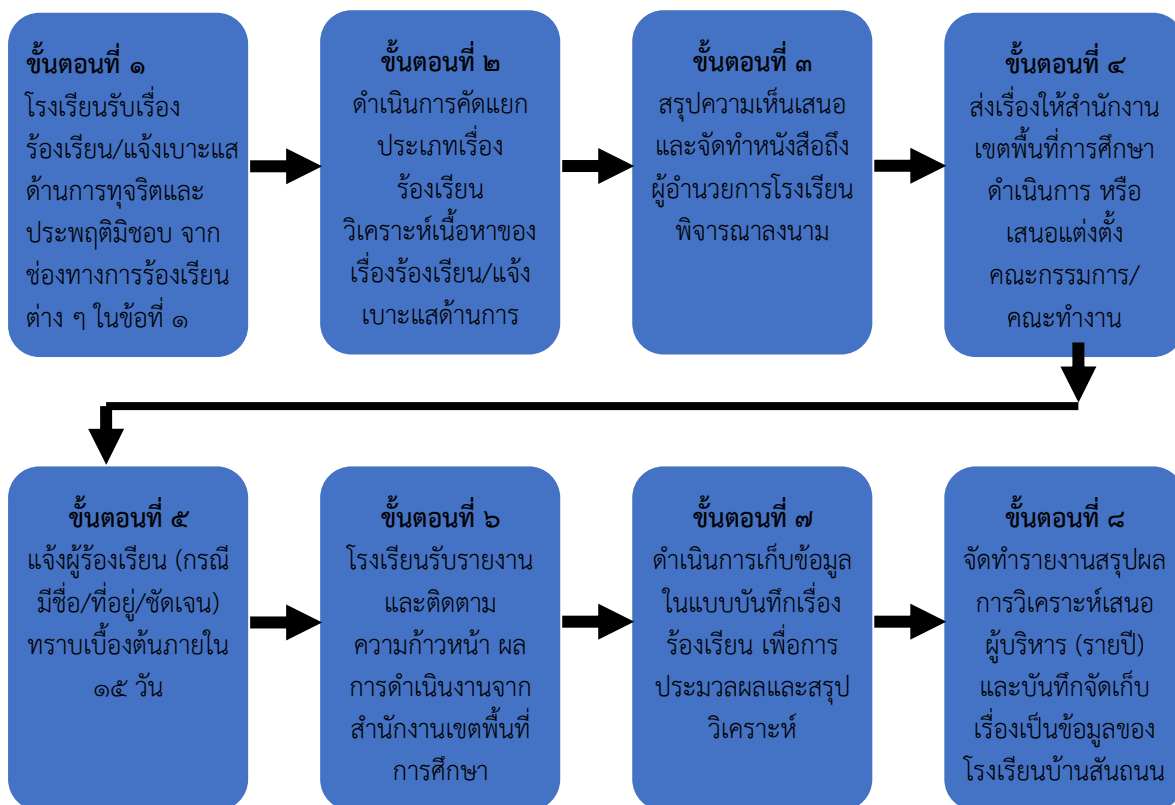 ขั้นตอนที่ ๑
โรงเรียนรับเรื่อง
ร้องเรียน/แจ้งเบาะแส
ด้านการทุจริตและ
ประพฤติมิชอบ จาก
ช่องทางการร้องเรียน
ต่าง ๆ ในข้อที่ ๑
ขั้นตอนที่ ๒
ดำเนินการคัดแยก
ประเภทเรื่อง
ร้องเรียน
วิเคราะห์เนื้อหาของ
เรื่องร้องเรียน/แจ้ง
เบาะแสด้านการ
ขั้นตอนที่ ๓
สรุปความเห็นเสนอ
และจัดทำหนังสือถึง
ผู้อำนวยการโรงเรียน
พิจารณาลงนาม
ขั้นตอนที่ ๔
ส่งเรื่องให้สำนักงาน
เขตพื้นที่การศึกษา
ดำเนินการ หรือ
เสนอแต่งตั้ง
คณะกรรมการ/
คณะทำงาน
ขั้นตอนที่ ๕
แจ้งผู้ร้องเรียน (กรณี
มีชื่อ/ที่อยู่/ชัดเจน)
ทราบเบื้องต้นภายใน
๑๕ วัน
ขั้นตอนที่ ๖
โรงเรียนรับรายงาน
และติดตาม
ความก้าวหน้า ผล
การดำเนินงานจาก
สำนักงานเขตพื้นที่
การศึกษา
ขั้นตอนที่ ๗
ดำเนินการเก็บข้อมูล
ในแบบบันทึกเรื่อง
ร้องเรียน เพื่อการ
ประมวลผลและสรุป
วิเคราะห์
ขั้นตอนที่ ๘
จัดทำรายงานสรุปผล
การวิเคราะห์เสนอ
ผู้บริหาร (รายปี)
และบันทึกจัดเก็บ
เรื่องเป็นข้อมูลของ
โรงเรียนบ้านสันถนน